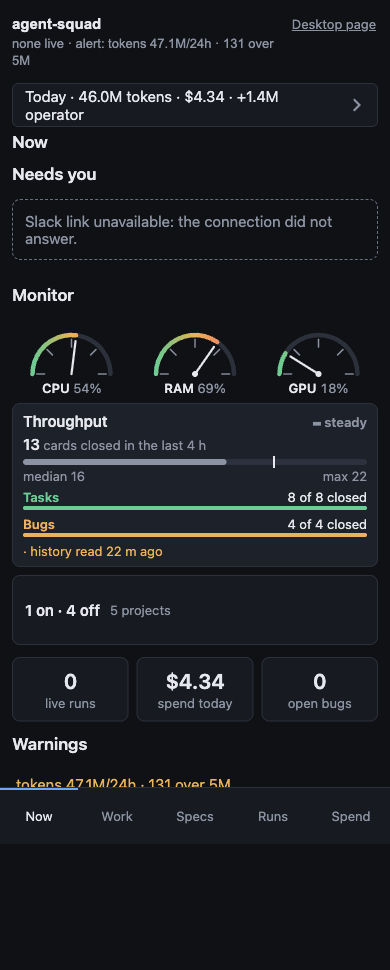 agent-squad
Desktop page
none live · alert: tokens 47.1M/24h · 131 over
5M
Today · 46.0M tokens · $4.34 · +1.4M
operator
Now
Needs you
Slack link unavailable: the connection did not
answer.
Monitor
CPU 54%
RAM 69%
GPU 18%
Throughput
steady
13 cards closed in the last 4 h
median 16
max 22
Tasks
8 of 8 closed
Bugs
4 of 4 closed
· history read 22 m ago
1 on · 4 off 5 projects
0
live runs
$4.34
spend today
0
open bugs
Warnings
tokens 47.1M/24h · 131 over 5M
Now
Work
Specs
Runs
Spend